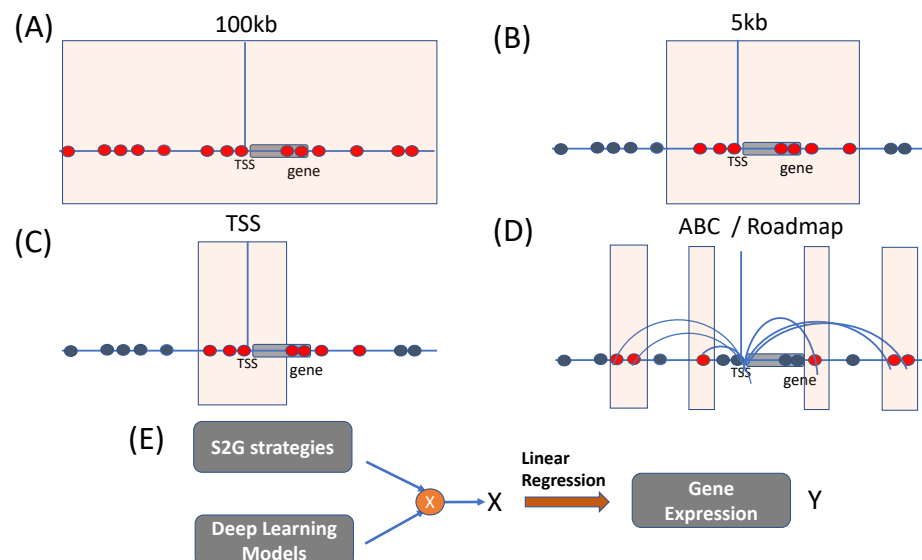 (A)
100kb
TSS
gene
(B)
5kb
TSS
gene
(C)
TSS
TSS
gene
(D)
ABC / Roadmap
TSS
gene
(E)
S2G strategies
Deep Learning
Models
X
X
Linear
Regression
Gene
Expression
Y